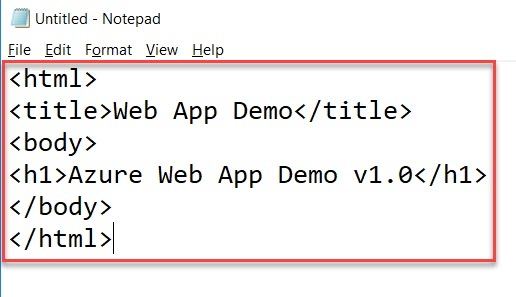 Untitled - Notepad
File Edit Format View Help
<html>
<title>Web App Demo</title>
<body>
<h1>Azure Web App Demo v1.0</h1>
</body>
</html>